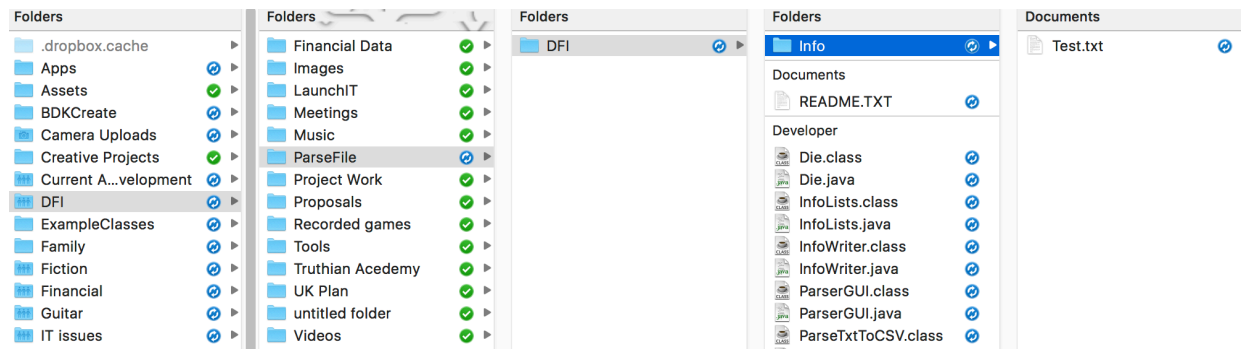 Folders
.dropbox.cache
Apps
Assets
BDKCreate
Camera Uploads
Creative Projects
Current A...velopment
DFI
ExampleClasses
Family
Fiction
Financial
Guitar
IT issues
Folders
Financial Data
Images
LaunchIT
Meetings
Music
ParseFile
Project Work
Proposals
Recorded games
Tools
Truthian Acedemy
UK Plan
untitled folder
Videos
Folders
DFI
Folders
Info
Documents
README.TXT
Developer
Die.class
Die.java
InfoLists.class
InfoLists.java
InfoWriter.class
InfoWriter.java
ParserGUI.class
ParserGUI.java
ParseTxtToCSV.class
Documents
Test.txt